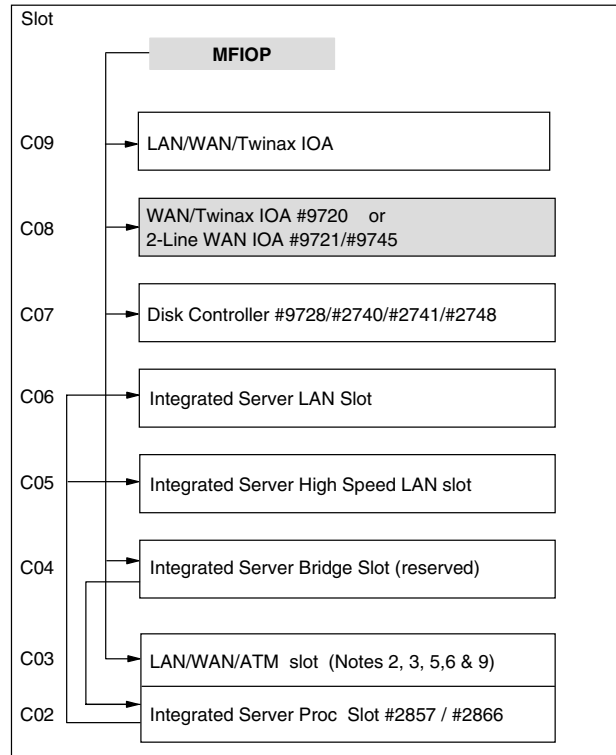 Slot
MFIOP
C09
LAN/WAN/Twinax IOA
C08
WAN/Twinax IOA #9720 or
2-Line WAN IOA #9721/#9745
C07
Disk Controller #9728/#2740/#2741/#2748
C06
Integrated Server LAN Slot
C05
Integrated Server High Speed LAN slot
C04
Integrated Server Bridge Slot (reserved)
C03
LAN/WAN/ATM slot (Notes 2, 3, 5,6 & 9)
C02
Integrated Server Proc Slot #2857 / #2866